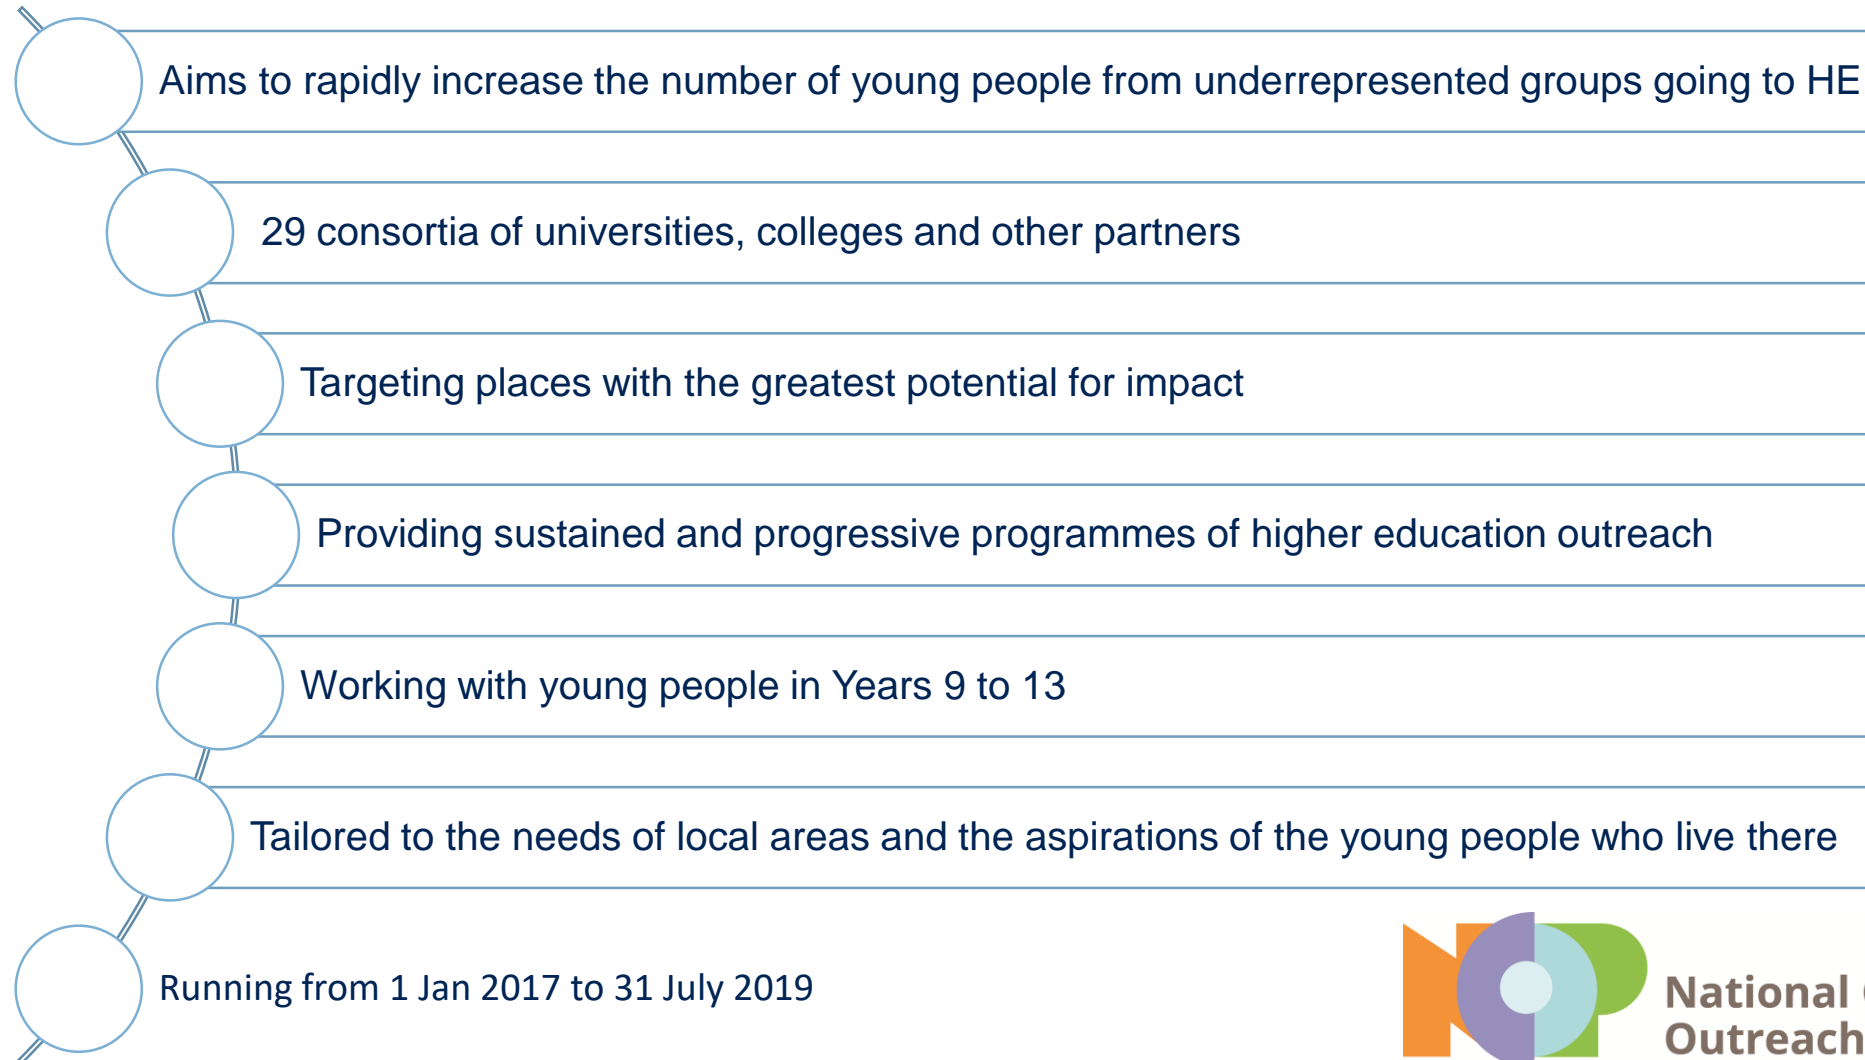 Aims to rapidly increase the number of young people from underrepresented groups going to HE
29 consortia of universities, colleges and other partners
Targeting places with the greatest potential for impact
Providing sustained and progressive programmes of higher education outreach
Working with young people in Years 9 to 13
Tailored to the needs of local areas and the aspirations of the young people who live there
Running from 1 Jan 2017 to 31 July 2019
NCOP
National
Outreach